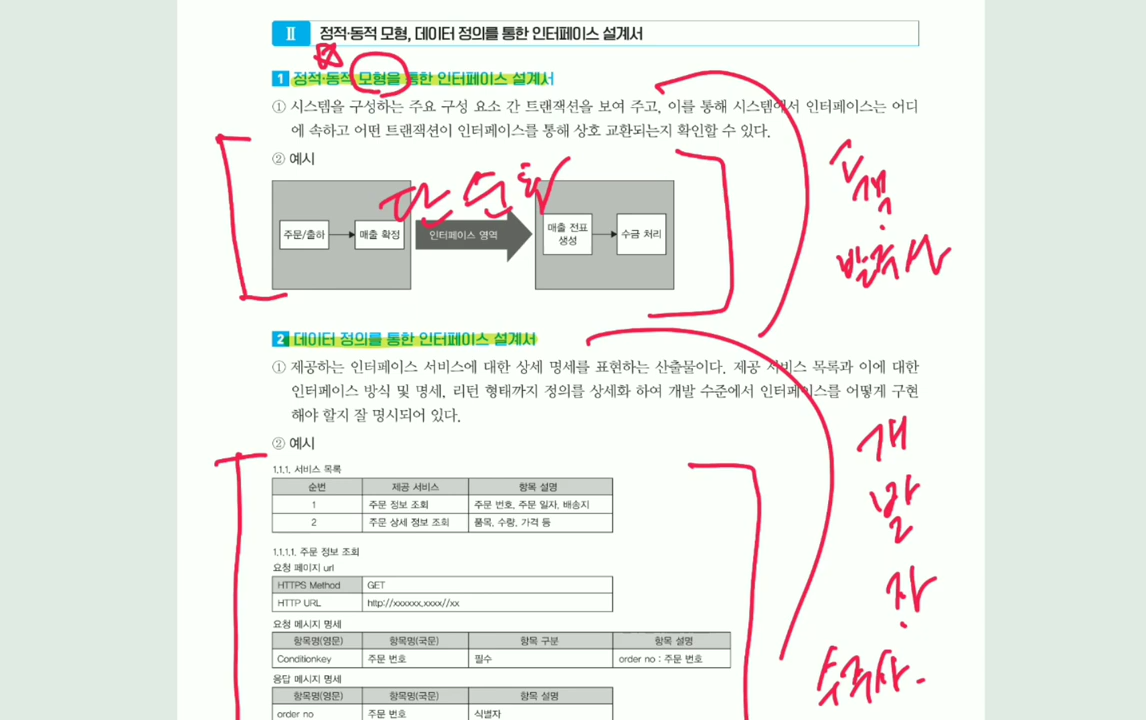 Ⅱ 정적·동적 모형, 데이터 정의를 통한 인터페이스 설계서
1 정적·동적 모형을 통한 인터페이스 설계서
① 시스템을 구성하는 주요 구성 요소 간 트랜잭션을 보여 주고, 이를 통해 시스템에서 인터페이스는 어디
에 속하고 어떤 트랜잭션이 인터페이스를 통해 상호 교환되는지 확인할 수 있다.
② 예시
단순화
주문/출하
매출 확정
인터페이스 영역
매출 전표
생성
수금 처리
발주사
2 데이터 정의를 통한 인터페이스 설계서
① 제공하는 인터페이스 서비스에 대한 상세 명세를 표현하는 산출물이다. 제공 서비스 목록과 이에 대한
인터페이스 방식 및 명세, 리턴 형태까지 정의를 상세화 하여 개발 수준에서 인터페이스를 어떻게 구현
해야 할지 잘 명시되어 있다.
② 예시
개
발
자
수주사
1.1.1. 서비스 목록
순번 제공 서비스 항목 설명
1 주문 정보 조회 주문 번호, 주문 일자, 배송지
2 주문 상세 정보 조회 품목, 수량, 가격 등
1.1.1.1. 주문 정보 조회
요청 페이지 url
HTTPS Method GET
HTTP URL http://xxxxxx.xxxx//xx
요청 메시지 명세
항목명(영문) 항목명(국문) 항목 구분 항목 설명
Conditionkey 주문 번호 필수 order no : 주문 번호
응답 메시지 명세
항목명(영문) 항목명(국문) 항목 설명
order no 주문 번호 식별자